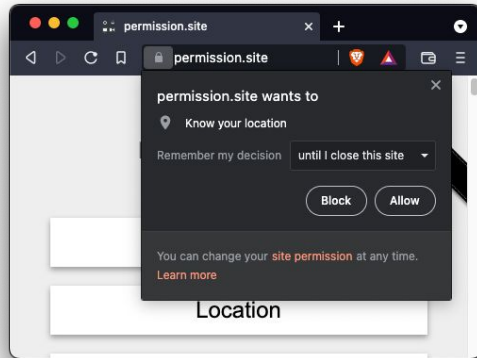 permission.site
permission.site
permission.site wants to
Know your location
Remember my decision until I close this site
Block Allow
You can change your site permission at any time.
Learn more
Location